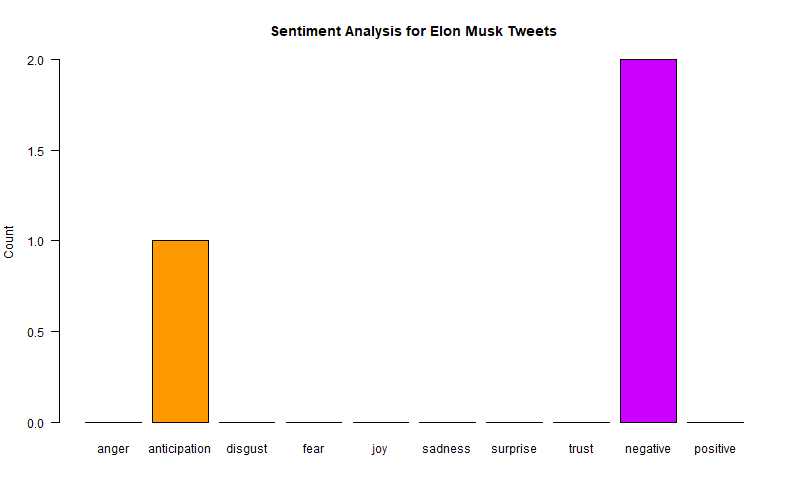 Sentiment Analysis for Elon Musk Tweets
2.0
1.5
1.0
0.5
0.0
Count
anger anticipation disgust fear joy sadness surprise trust negative positive